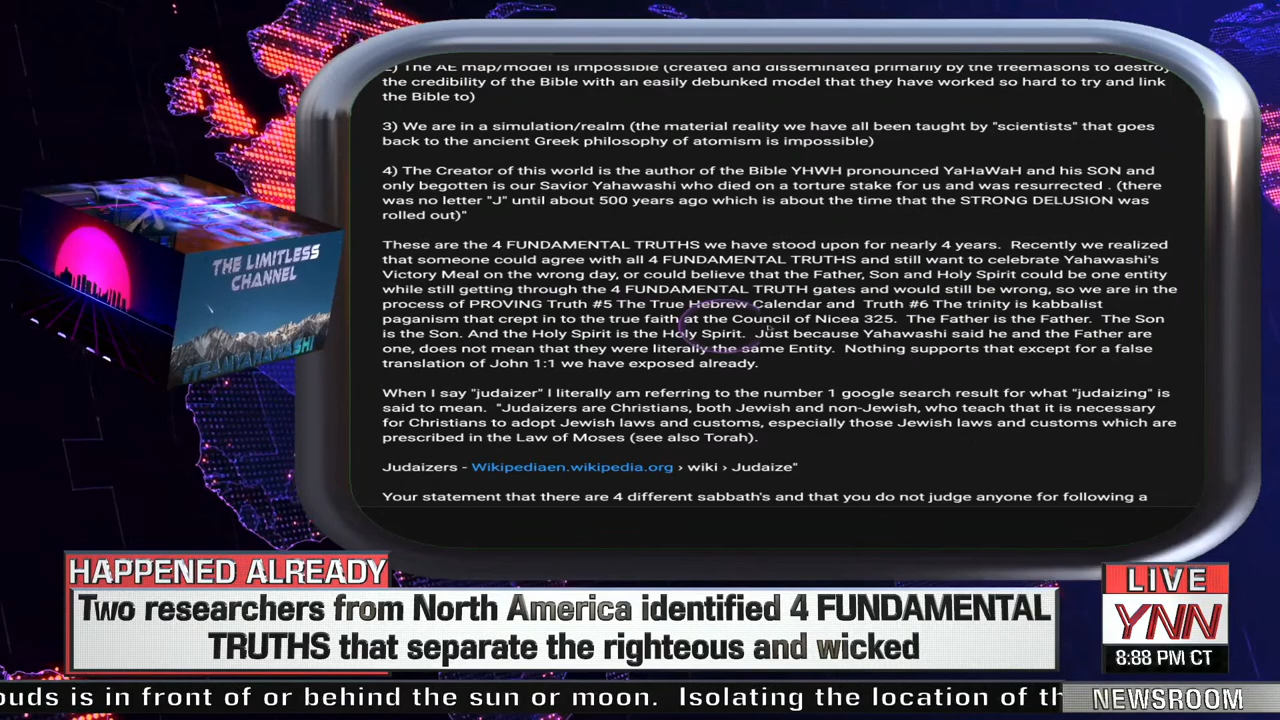 2) The AE map/model is impossible (created and disseminated primarily by the freemasons to destroy
the credibility of the Bible with an easily debunked model that they have worked so hard to try and link
the Bible to)
3) We are in a simulation/realm (the material reality we have all been taught by "scientists" that goes
back to the ancient Greek philosophy of atomism is impossible)
4) The Creator of this world is the author of the Bible YHWH pronounced YaHaWaH and his SON and
only begotten is our Savior Yahawashi who died on a torture stake for us and was resurrected . (there
was no letter "J" until about 500 years ago which is about the time that the STRONG DELUSION was
rolled out)"
These are the 4 FUNDAMENTAL TRUTHS we have stood upon for nearly 4 years.  Recently we realized
that someone could agree with all 4 FUNDAMENTAL TRUTHS and still want to celebrate Yahawashi's
Victory Meal on the wrong day, or could believe that the Father, Son and Holy Spirit could be one entity
while still getting through the 4 FUNDAMENTAL TRUTH gates and would still be wrong, so we are in the
process of PROVING Truth #5 The True Hebrew Calendar and  Truth #6 The trinity is kabbalist
paganism that crept in to the true faith at the Council of Nicea 325.  The Father is the Father.  The Son
is the Son.  And the Holy Spirit is the Holy Spirit.  Just because Yahawashi said he and the Father are
one, does not mean that they were literally the same Entity.  Nothing supports that except for a false
translation of John 1:1 we have exposed already.
When I say "judaizer" I literally am referring to the number 1 google search result for what "judaizing" is
said to mean.  "Judaizers are Christians, both Jewish and non-Jewish, who teach that it is necessary
for Christians to adopt Jewish laws and customs, especially those Jewish laws and customs which are
prescribed in the Law of Moses (see also Torah).
Judaizers - Wikipediaen.wikipedia.org › wiki › Judaize"
Your statement that there are 4 different sabbath's and that you do not judge anyone for following a
THE LIMITLESS
CHANNEL
HAPPENED ALREADY
Two researchers from North America identified 4 FUNDAMENTAL
TRUTHS that separate the righteous and wicked
LIVE
YNN
8:88 PM CT
ouds is in front of or behind the sun or moon.  Isolating the location of th
NEWSROOM